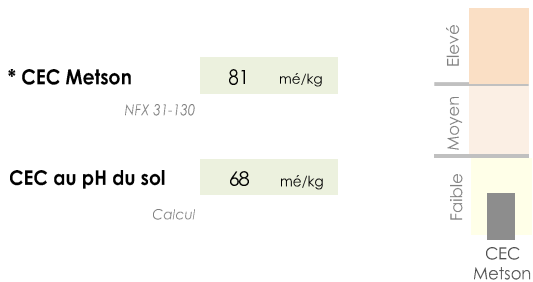 * CEC Metson 81 mé/kg
NFX 31-130
CEC au pH du sol 68 mé/kg
Calcul
Elevé
Moyen
Faible
CEC
Metson